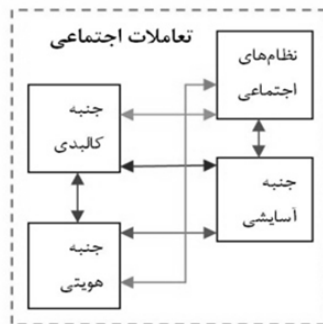 تعاملات اجتماعی
نظام‌های
اجتماعی
جنبه
کالبدی
جنبه
آسایشی
جنبه
هویتی